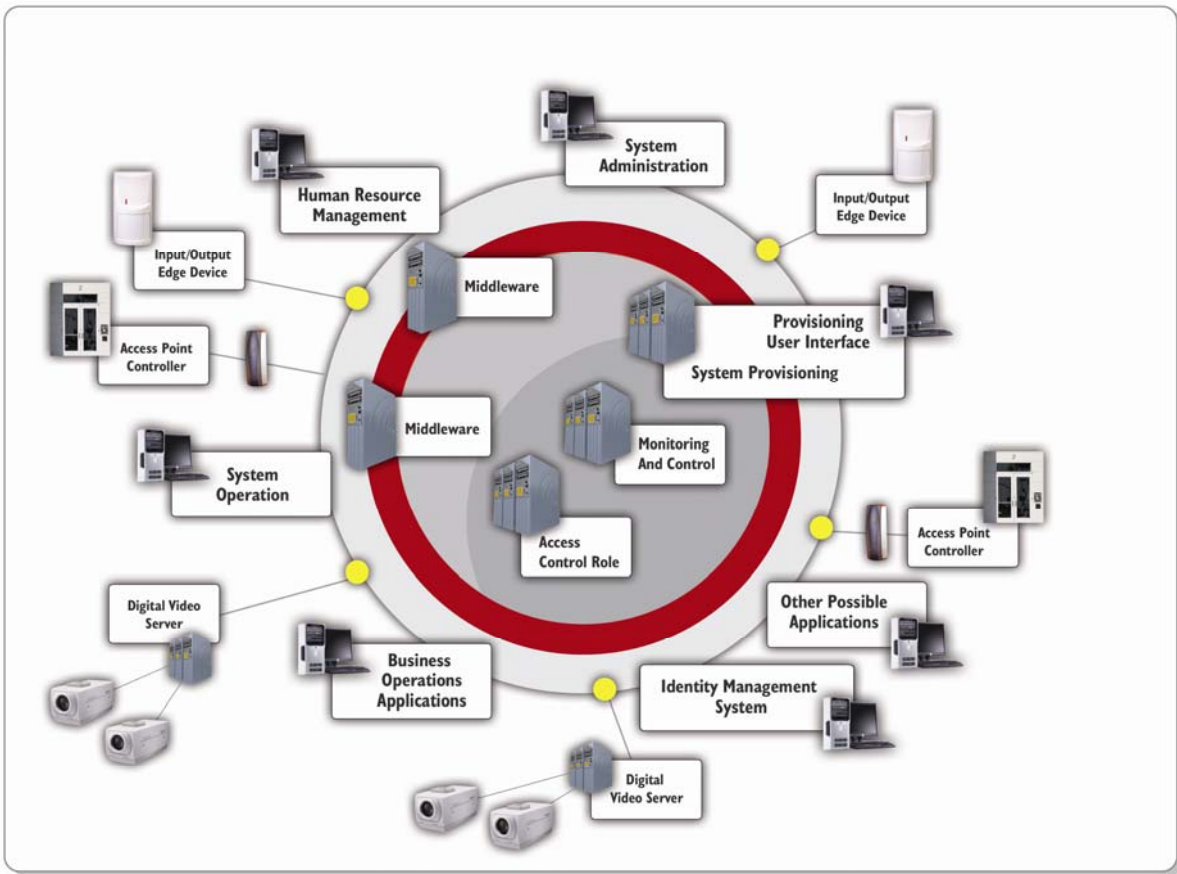 System
Administration
Human Resource
Management
Input/Output
Edge Device
Input/Output
Edge Device
Middleware
Provisioning
User Interface
System Provisioning
Access Point
Controller
Middleware
Monitoring
And Control
System
Operation
Access
Control Role
Access Point
Controller
Digital Video
Server
Other Possible
Applications
Business
Operations
Applications
Identity Management
System
Digital
Video Server